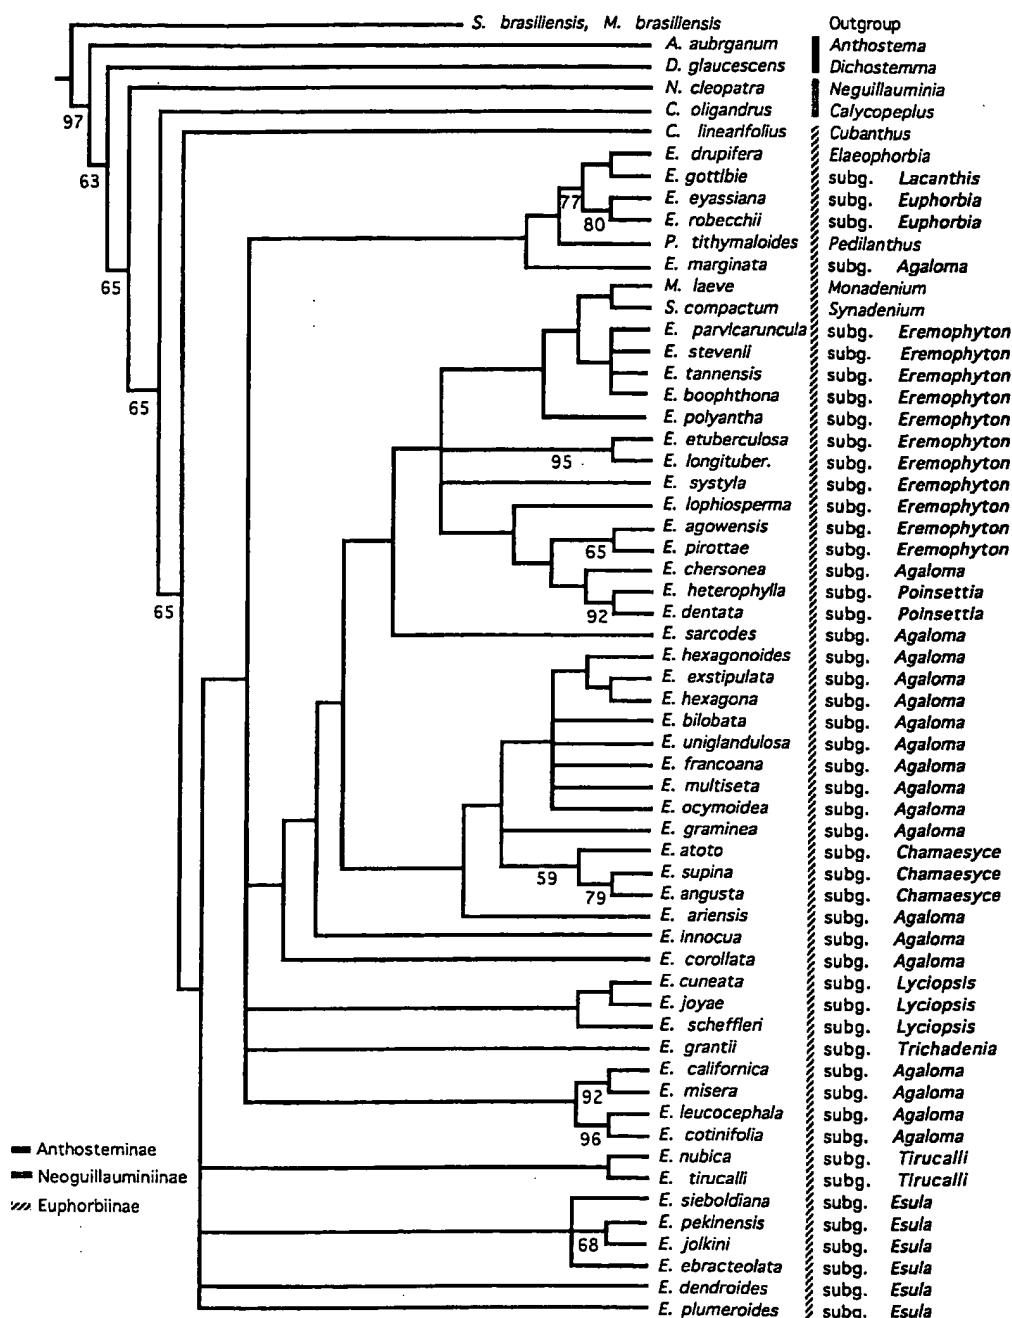 S. brasiliensis, M. brasiliensis Outgroup
A. aubrganum Anthostema
D. glaucescens Dichostemma
N. cleopatra Neguillauminia
C. oligandrus Calycopeplus
97
C. linearifolius Cubanthus
E. drupifera Elaeophorbia
63
E. gottlbie subg. Lacanthis
77
E. eyassiana subg. Euphorbia
80
E. robecchii subg. Euphorbia
P. tithymaloides Pedilanthus
E. marginata subg. Agaloma
65
M. laeve Monadenium
S. compactum Synadenium
E. parvicaruncula subg. Eremophyton
E. stevenii subg. Eremophyton
E. tannensis subg. Eremophyton
E. boophthona subg. Eremophyton
65
E. polyantha subg. Eremophyton
E. etuberculosa subg. Eremophyton
95
E. longituber. subg. Eremophyton
E. systyla subg. Eremophyton
E. lophiosperma subg. Eremophyton
E. agowensis subg. Eremophyton
65
E. pirottae subg. Eremophyton
E. chersonea subg. Agaloma
E. heterophylla subg. Poinsettia
65
92
E. dentata subg. Poinsettia
E. sarcodes subg. Agaloma
E. hexagonoides subg. Agaloma
E. exstipulata subg. Agaloma
E. hexagona subg. Agaloma
E. bilobata subg. Agaloma
E. uniglandulosa subg. Agaloma
E. francoana subg. Agaloma
E. multiseta subg. Agaloma
E. ocymoidea subg. Agaloma
E. graminea subg. Agaloma
E. atoto subg. Chamaesyce
59
E. supina subg. Chamaesyce
79
E. angusta subg. Chamaesyce
E. ariensis subg. Agaloma
E. innocua subg. Agaloma
E. corollata subg. Agaloma
E. cuneata subg. Lyciopsis
E. joyae subg. Lyciopsis
E. scheffleri subg. Lyciopsis
E. grantii subg. Trichadenia
E. californica subg. Agaloma
92
E. misera subg. Agaloma
E. leucocephala subg. Agaloma
96
E. cotinifolia subg. Agaloma
Anthosteminae
E. nubica subg. Tirucalli
Neoguillauminiinae
E. tirucalli subg. Tirucalli
Euphorbiinae
E. sieboldiana subg. Esula
E. pekinensis subg. Esula
68
E. jolkini subg. Esula
E. ebracteolata subg. Esula
E. dendroides subg. Esula
E. plumeroides subg. Esula